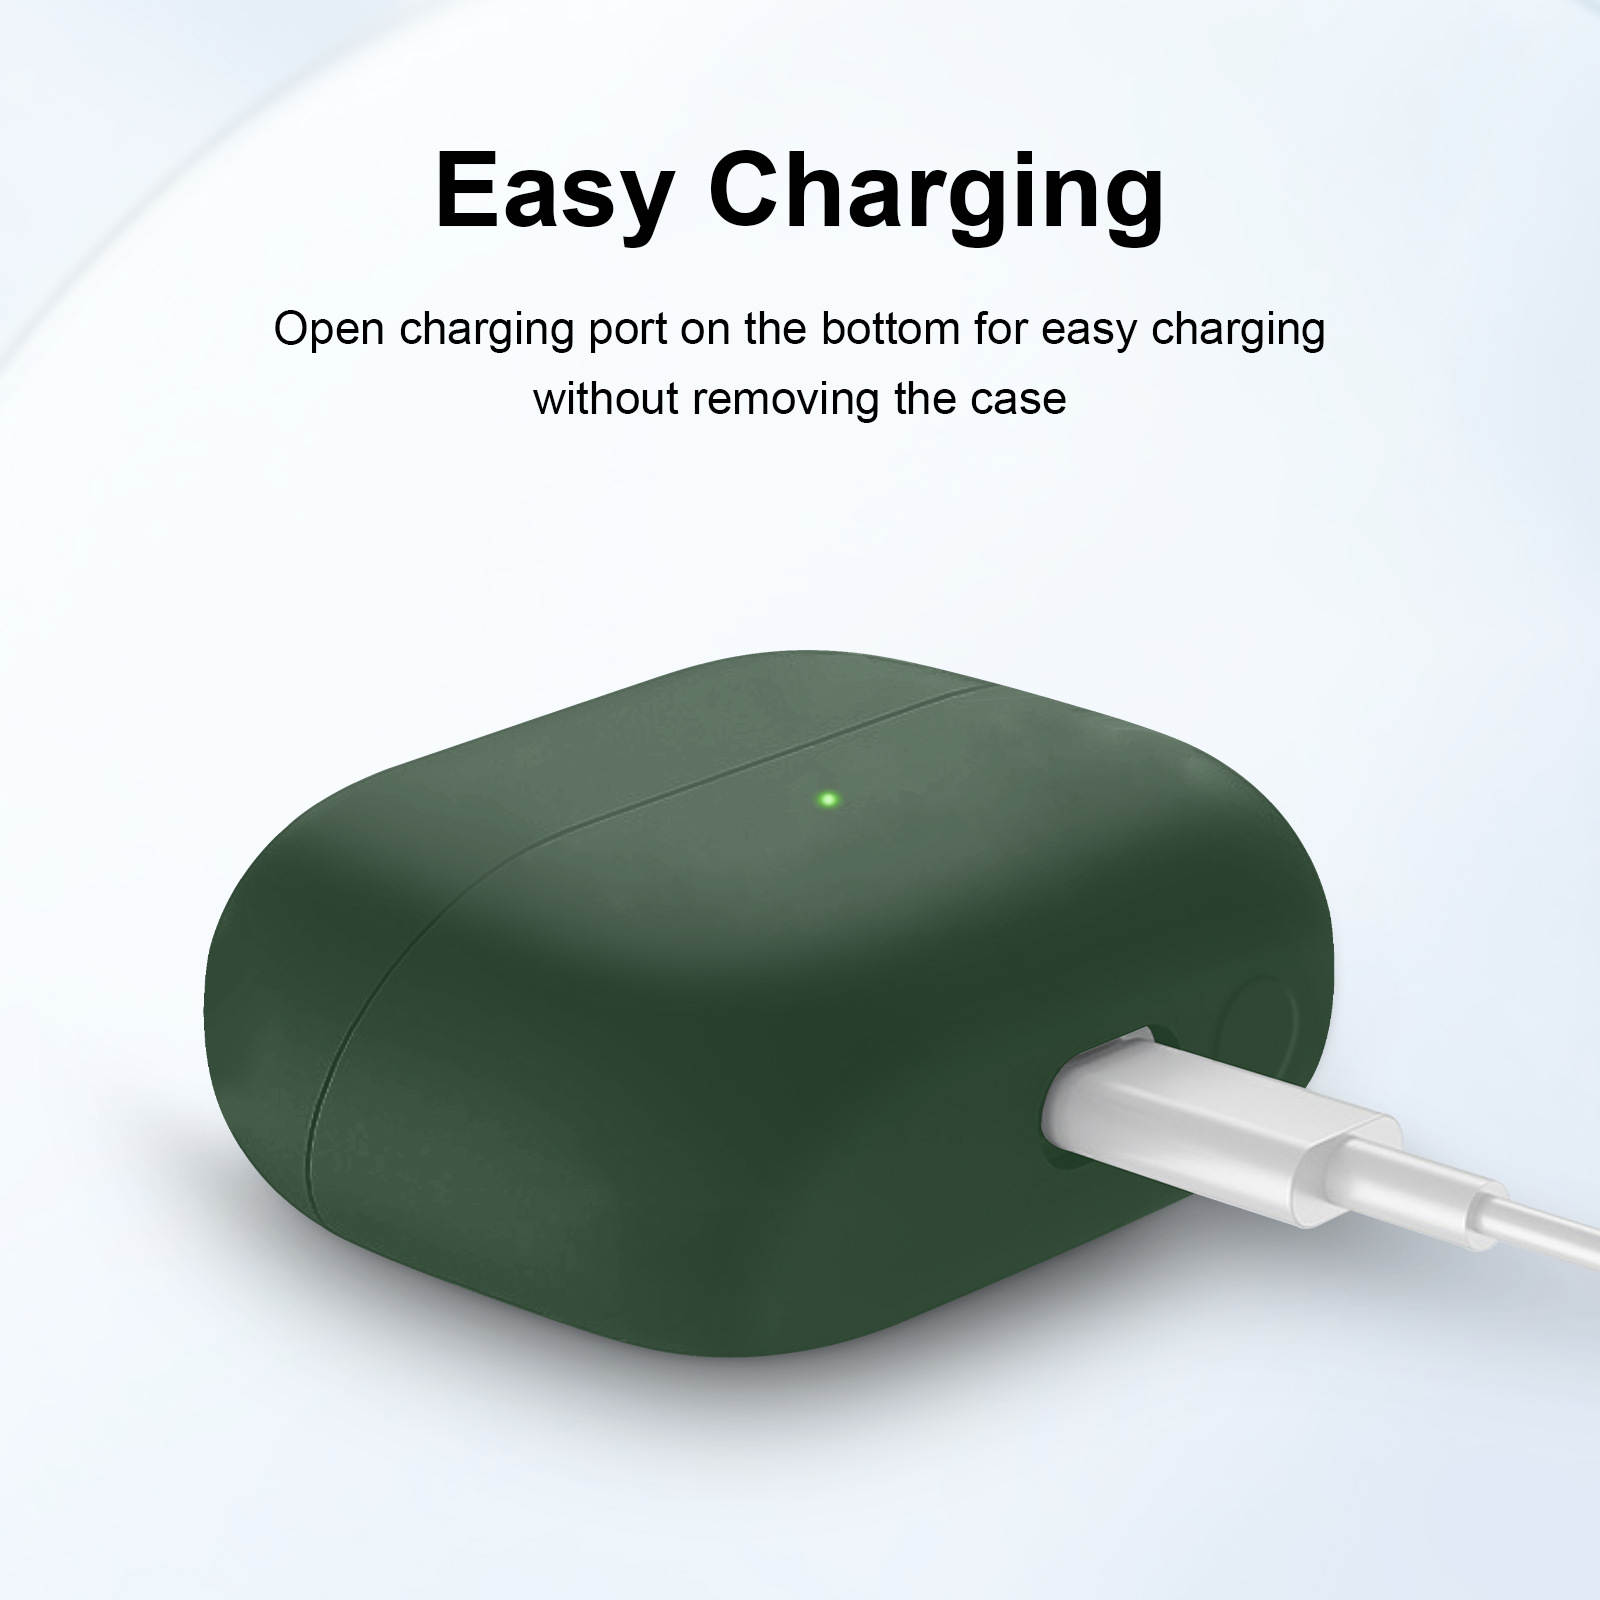 Easy Charging
Open charging port on the bottom for easy charging
without removing the case